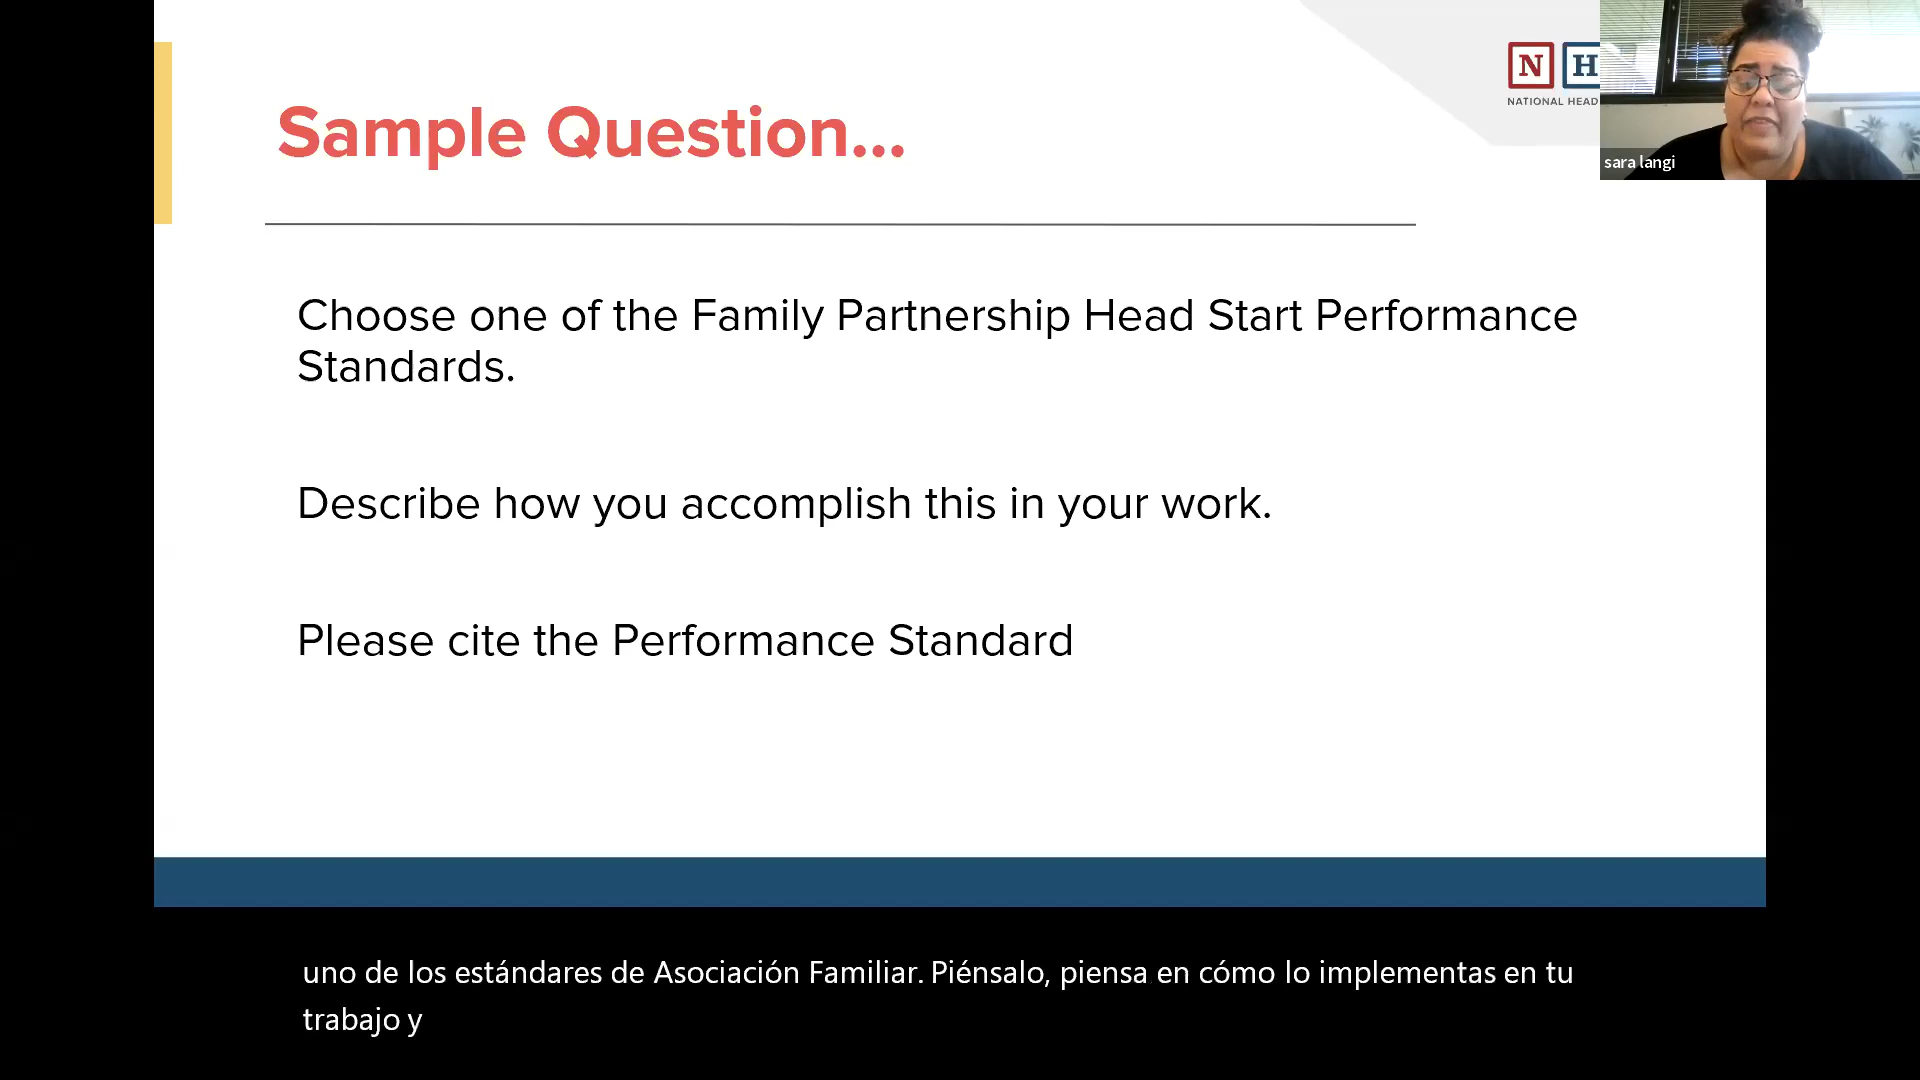 Sample Question...
N H
NATIONAL HEAD
sara langi
Choose one of the Family Partnership Head Start Performance
Standards.
Describe how you accomplish this in your work.
Please cite the Performance Standard
uno de los estándares de Asociación Familiar. Piénsalo, piensa en cómo lo implementas en tu
trabajo y